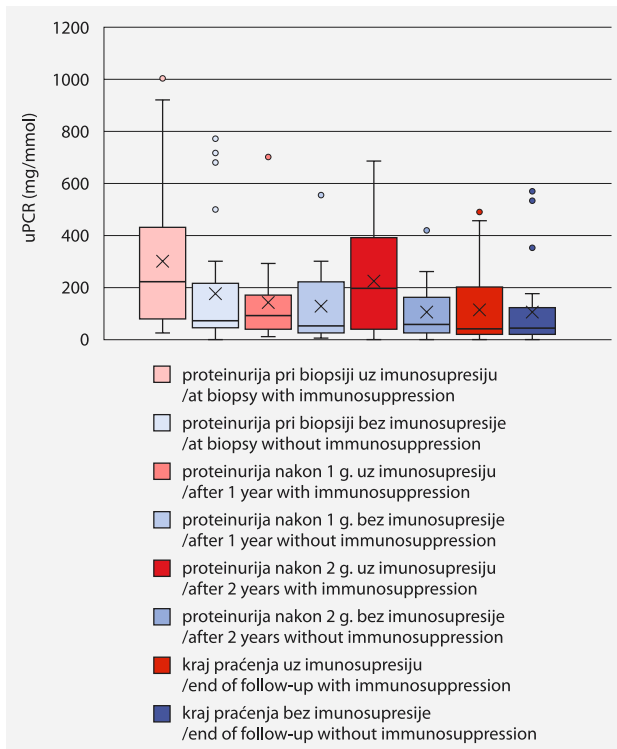 1200
1000
800
600
400
200
0
uPCR (mg/mmol)
proteinurija pri biopsiji uz imunosupresiju
/at biopsy with immunosuppression
proteinurija pri biopsiji bez imunosupresije
/at biopsy without immunosuppression
proteinurija nakon 1 g. uz imunosupresiju
/after 1 year with immunosuppression
proteinurija nakon 1 g. bez imunosupresije
/after 1 year without immunosuppression
proteinurija nakon 2 g. uz imunosupresiju
/after 2 years with immunosuppression
proteinurija nakon 2 g. bez imunosupresije
/after 2 years without immunosuppression
kraj praćenja uz imunosupresiju
/end of follow-up with immunosuppression
kraj praćenja bez imunosupresije
/end of follow-up without immunosuppression